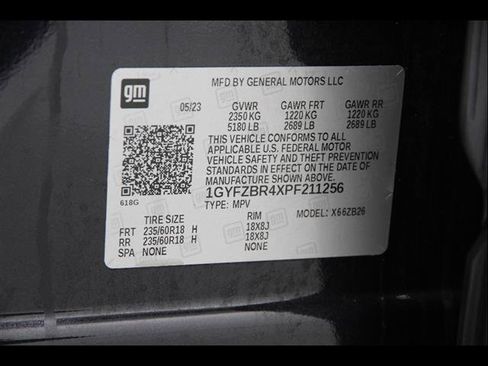 gm
MFD BY GENERAL MOTORS LLC
05/23 GVWR GAWR FRT GAWR RR
2350 KG 1220 KG 1220 KG
5180 LB 2689 LB 2689 LB
THIS VEHICLE CONFORMS TO ALL
APPLICABLE U.S. FEDERAL MOTOR
VEHICLE SAFETY AND THEFT
PREVENTION STANDARDS IN EFFECT
ON THE DATE OF
MANUFACTURE SHOWN ABOVE.
618G
1GYFZBR4XPF211256
TYPE: MPV MODEL: X66ZB26
TIRE SIZE RIM
FRT 235/60R18 H 18X8J
RR 235/60R18 H 18X8J
SPA NONE NONE